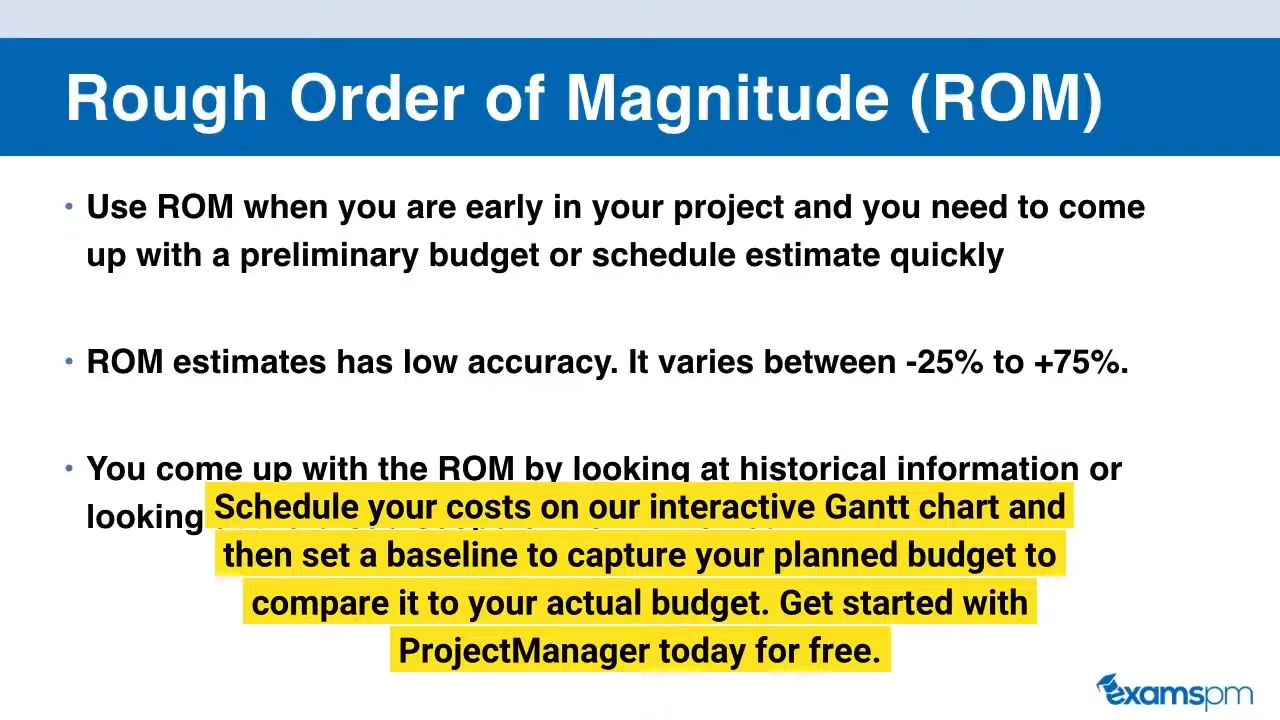 Rough Order of Magnitude (ROM)
• Use ROM when you are early in your project and you need to come
up with a preliminary budget or schedule estimate quickly
• ROM estimates has low accuracy. It varies between -25% to +75%.
• You come up with the ROM by looking at historical information or
looking
Schedule your costs on our interactive Gantt chart and
then set a baseline to capture your planned budget to
compare it to your actual budget. Get started with
ProjectManager today for free.
examspm